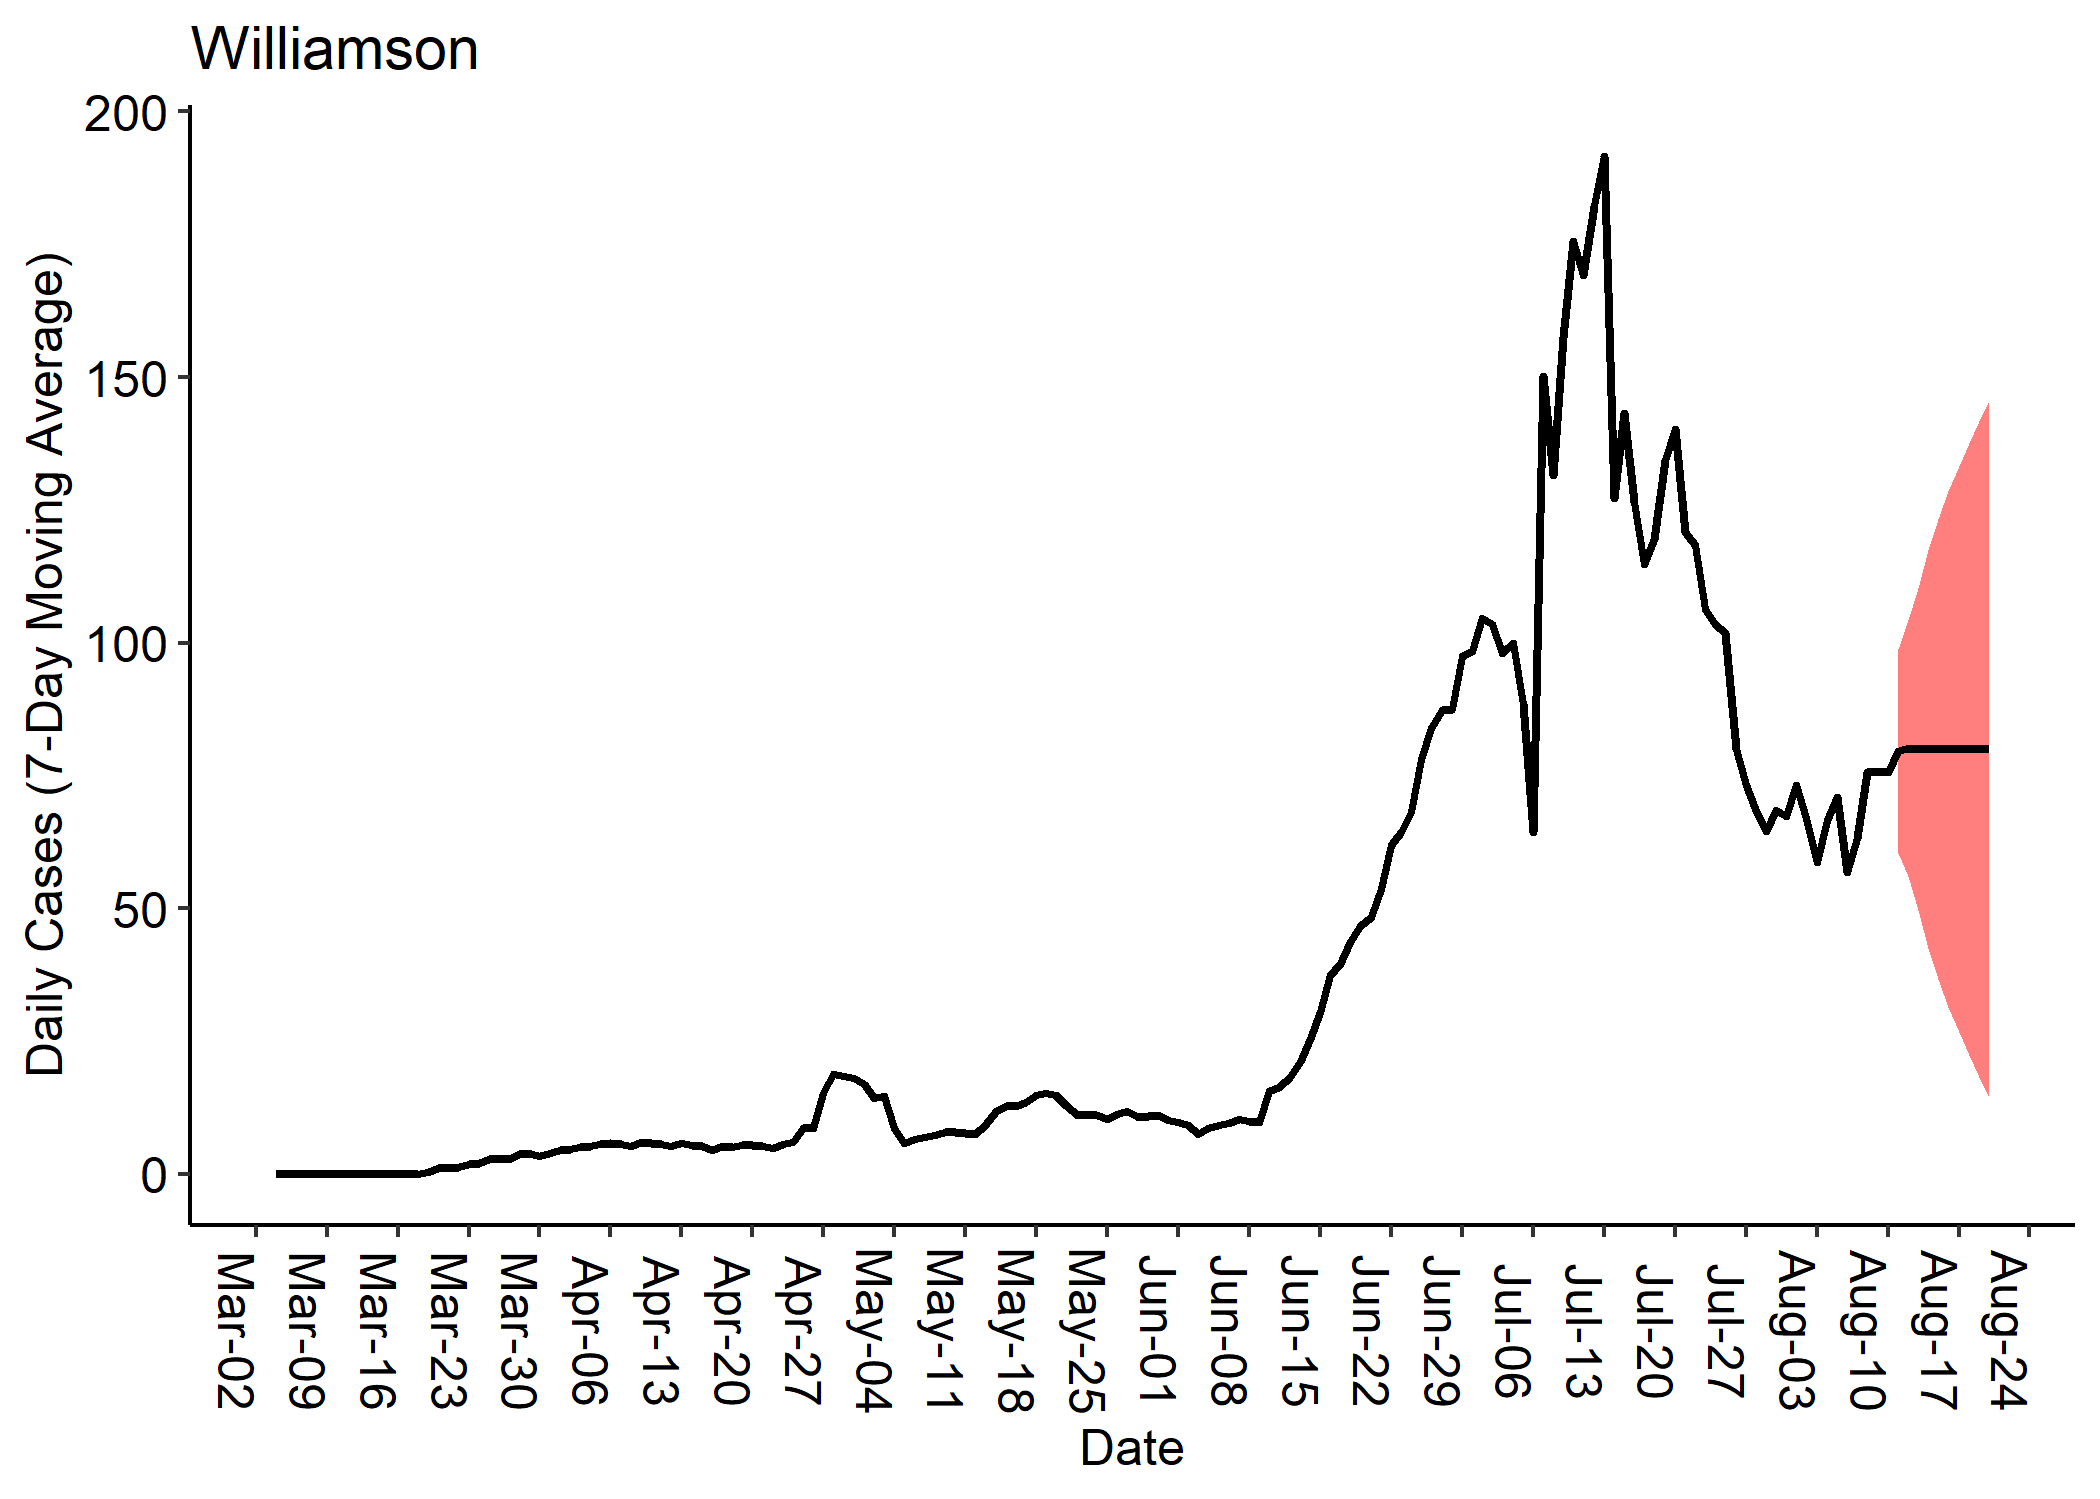 Williamson
Daily Cases (7-Day Moving Average)
200
150
100
50
0
Mar-02
Mar-09
Mar-16
Mar-23
Mar-30
Apr-06
Apr-13
Apr-20
Apr-27
May-04
May-11
May-18
May-25
Jun-01
Jun-08
Jun-15
Jun-22
Jun-29
Jul-06
Jul-13
Jul-20
Jul-27
Aug-03
Aug-10
Aug-17
Aug-24
Date